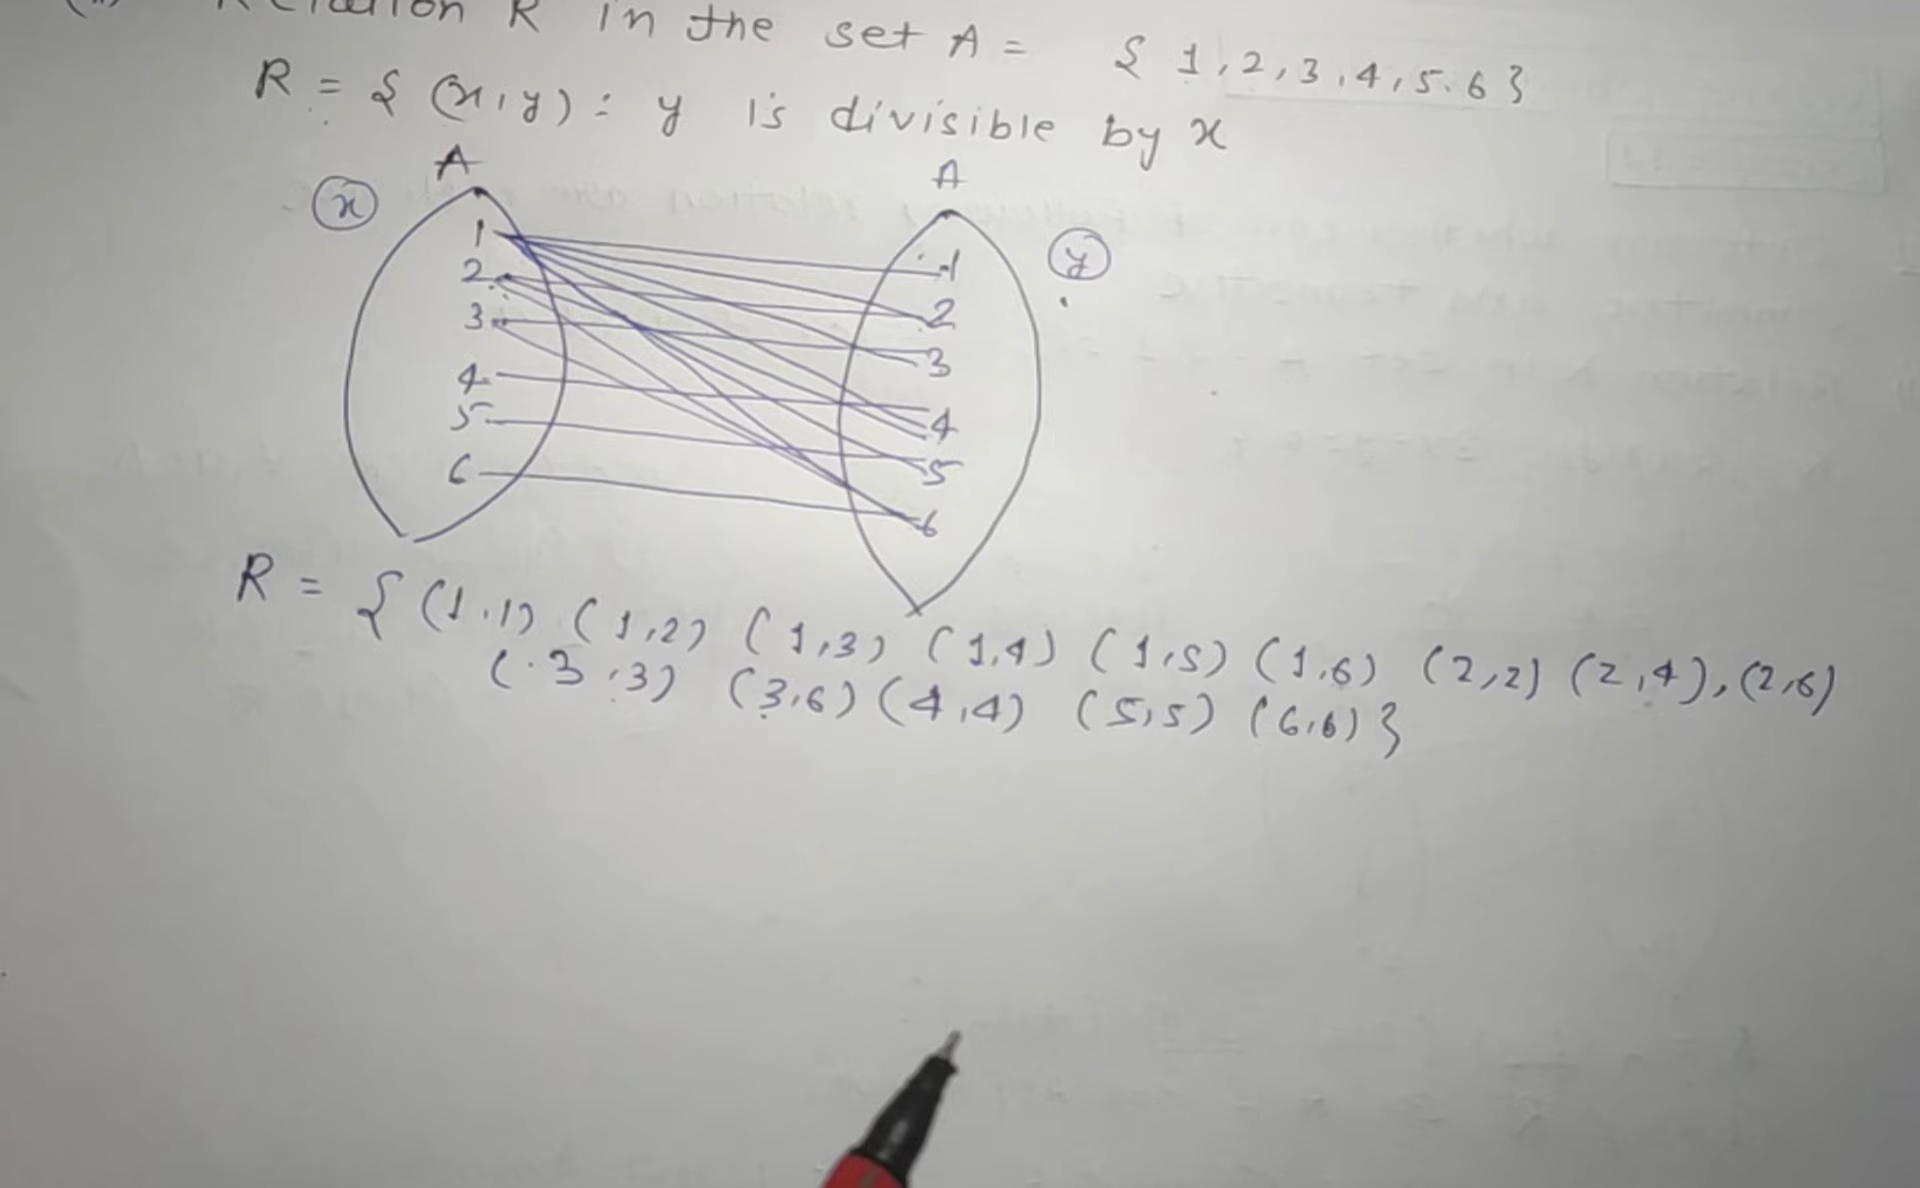 Relation R in the set A = { 1, 2, 3, 4, 5. 6 }
R = { (x, y) : y is divisible by x
A A
x y
1 1
2 2
3 3
4 4
5 5
6 6
R = { (1.1) (1,2) (1,3) (1,4) (1,5) (1,6) (2,2) (2,4), (2,6)
(3,3) (3,6) (4,4) (5,5) (6,6) }